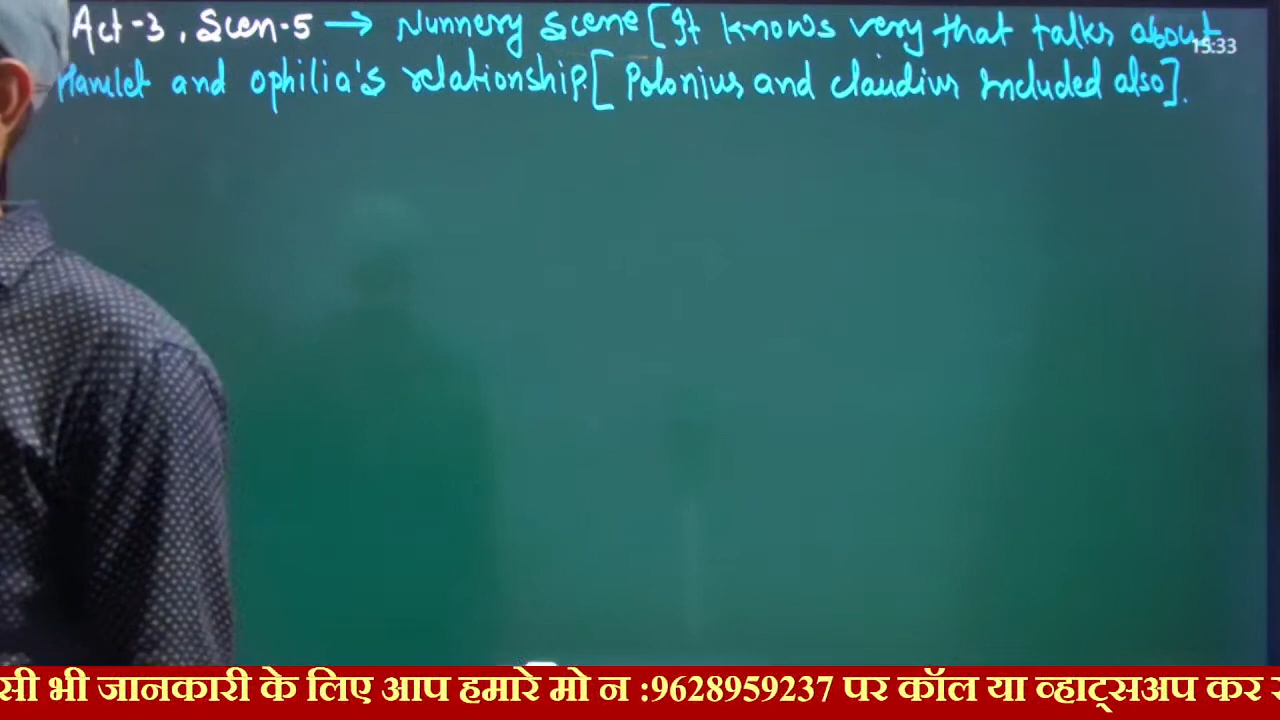 Act-3, Scen-5 → Nunnery Scene [It knows very that talks about
15:33
Hamlet and ophilia's relationship. [Polonius and claudius Included also].
सी भी जानकारी के लिए आप हमारे मो न :9628959237 पर कॉल या व्हाट्सअप कर स